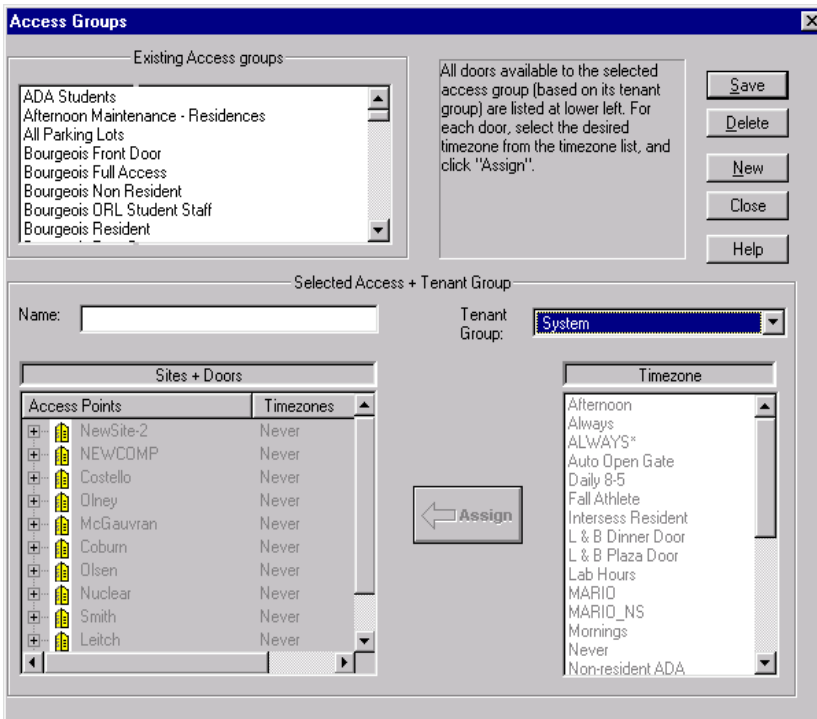 Access Groups
Existing Access groups
ADA Students
Afternoon Maintenance - Residences
All Parking Lots
Bourgeois Front Door
Bourgeois Full Access
Bourgeois Non Resident
Bourgeois ORL Student Staff
Bourgeois Resident
All doors available to the selected
access group (based on its tenant
group) are listed at lower left. For
each door, select the desired
timezone from the timezone list, and
click "Assign".
Save
Delete
New
Close
Help
Selected Access + Tenant Group
Name:
Tenant
Group:
System
Sites + Doors
Access Points Timezones
NewSite-2 Never
NEWCOMP Never
Costello Never
Olney Never
McGauvran Never
Coburn Never
Olsen Never
Nuclear Never
Smith Never
Leitch Never
Assign
Timezone
Afternoon
Always
ALWAYS*
Auto Open Gate
Daily 8-5
Fall Athlete
Intersess Resident
L & B Dinner Door
L & B Plaza Door
Lab Hours
MARIO
MARIO_NS
Mornings
Never
Non-resident ADA